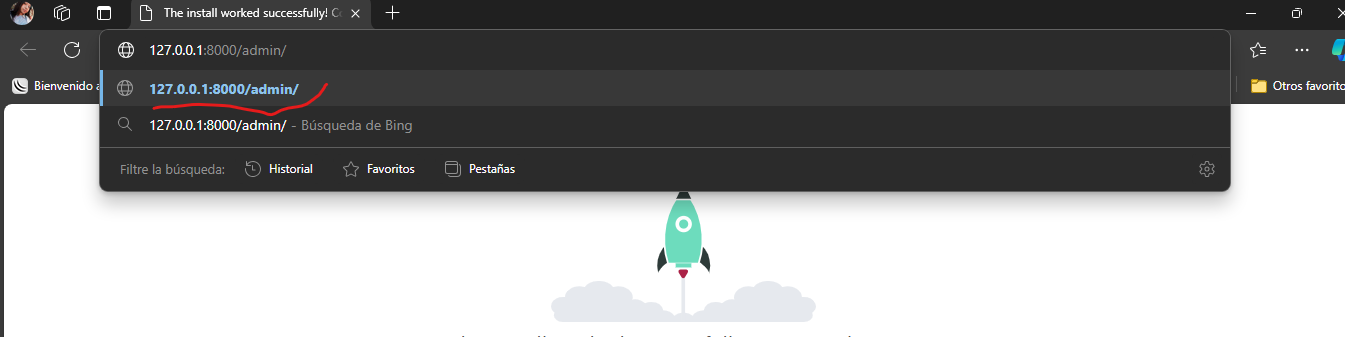 The install worked successfully! Co
127.0.0.1:8000/admin/
Bienvenido a
127.0.0.1:8000/admin/
Otros favorito
127.0.0.1:8000/admin/ - Búsqueda de Bing
Filtre la búsqueda: Historial Favoritos Pestañas